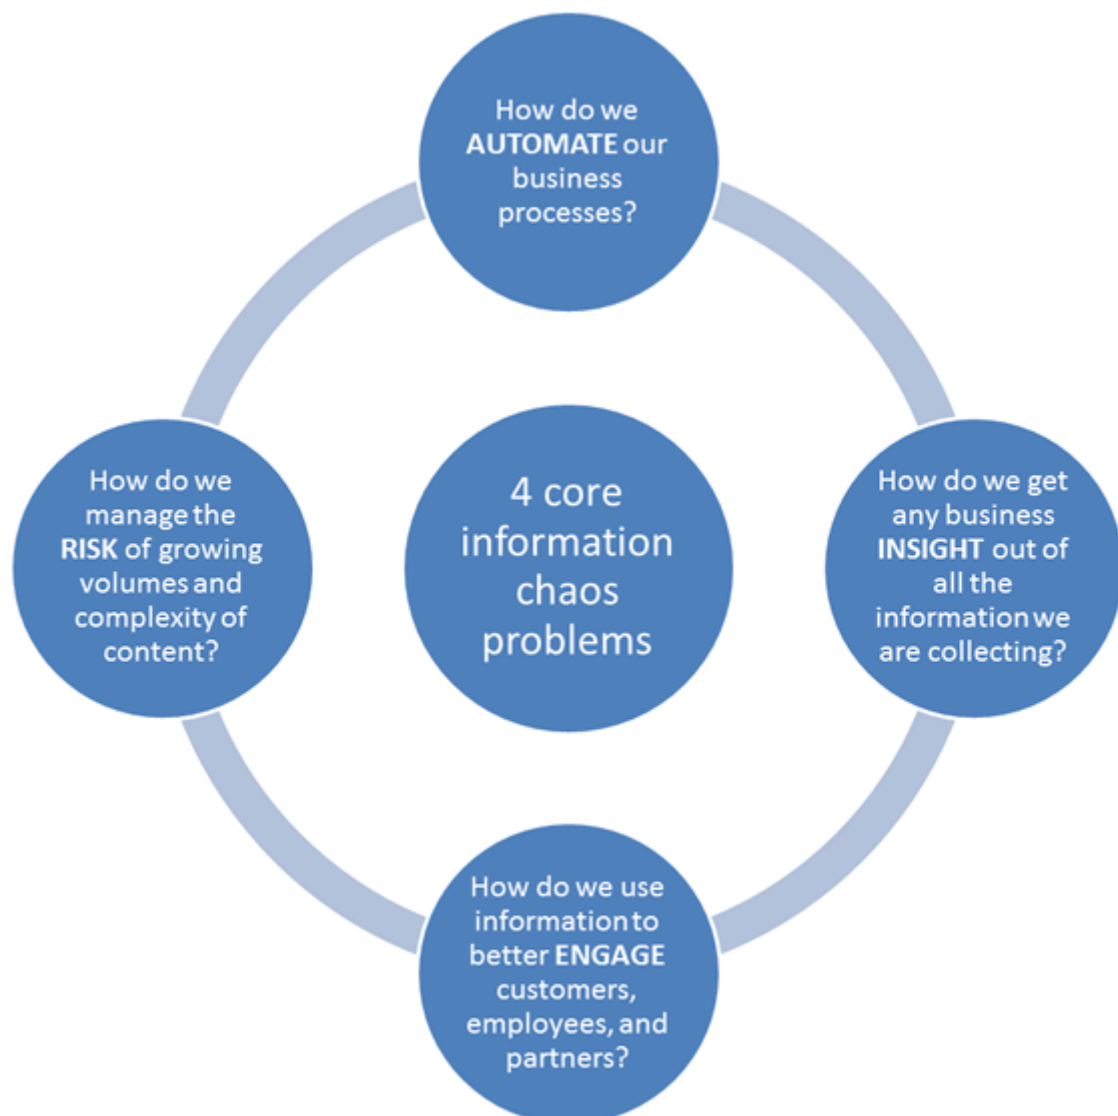 How do we
AUTOMATE our
business
processes?
How do we
manage the
RISK of growing
volumes and
complexity of
content?
4 core
information
chaos
problems
How do we get
any business
INSIGHT out of
all the
information we
are collecting?
How do we use
information to
better ENGAGE
customers,
employees, and
partners?